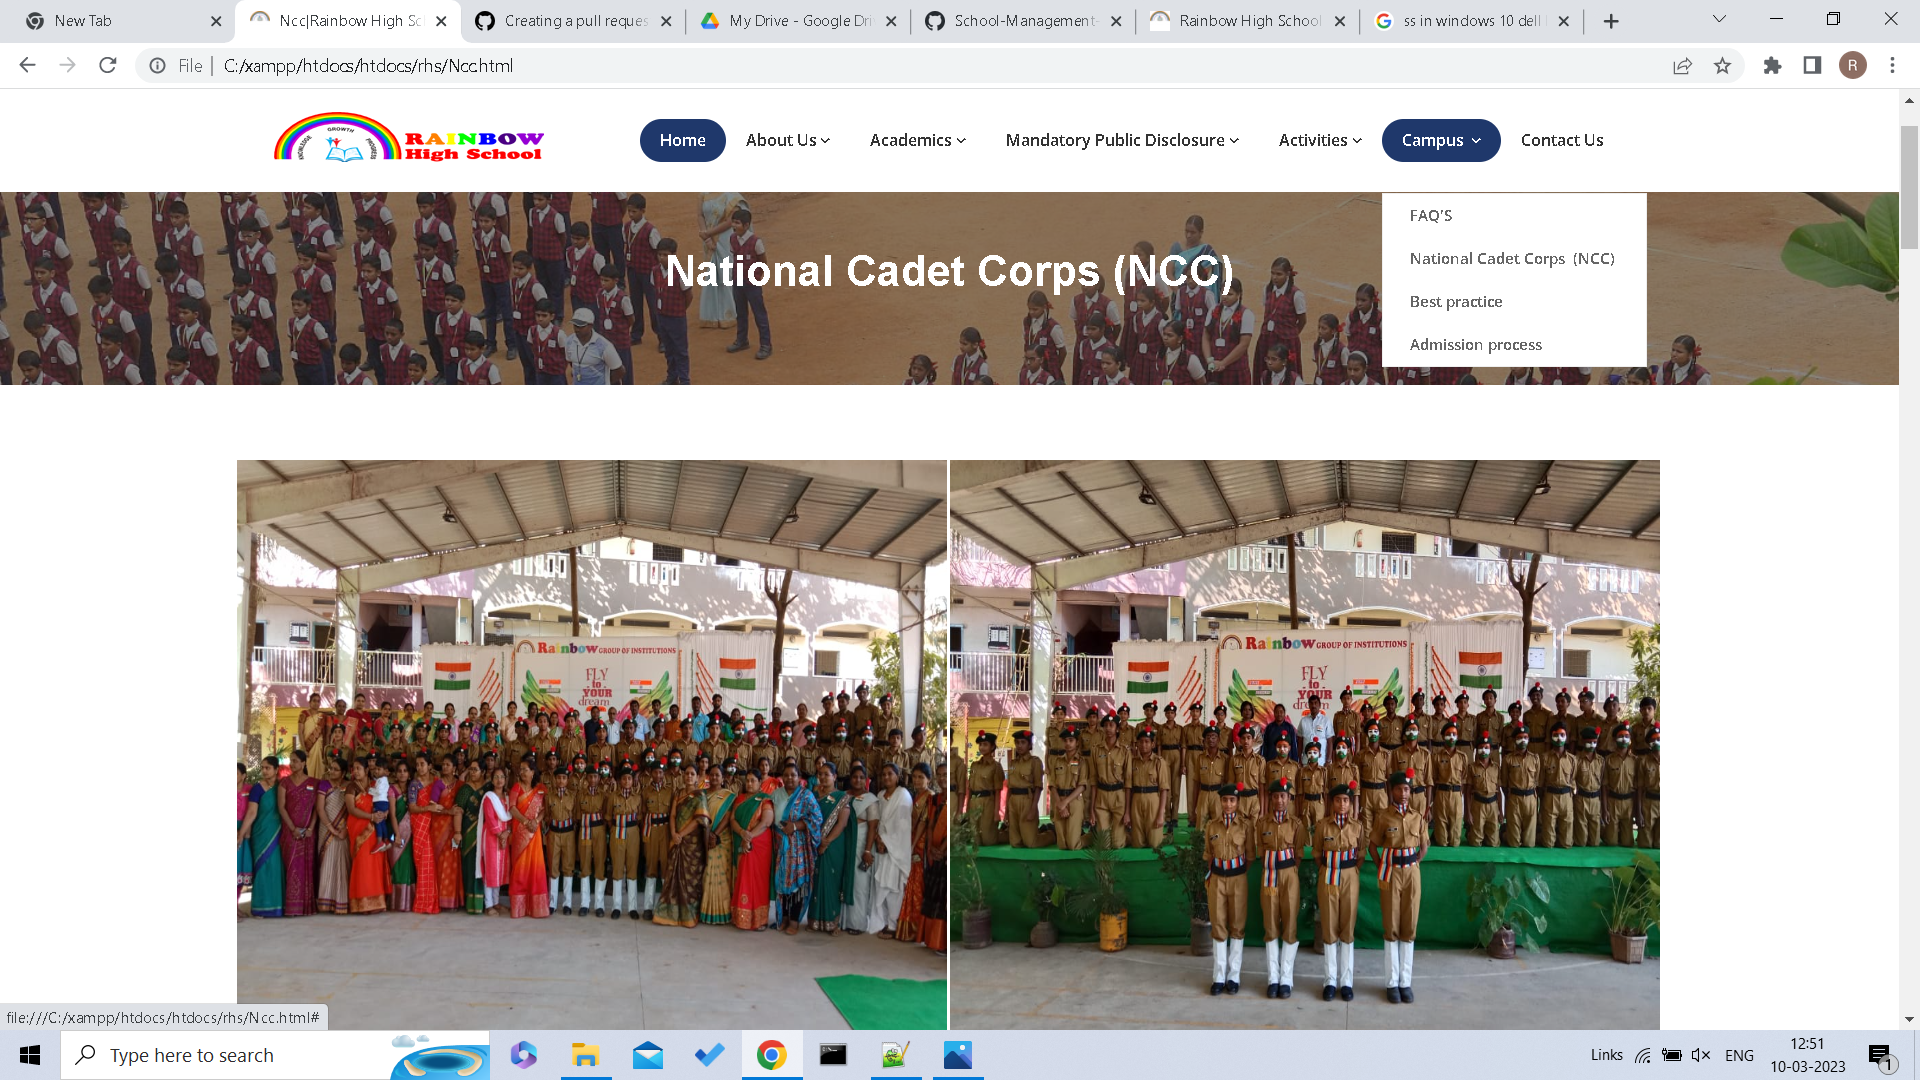 New Tab
Ncc|Rainbow High Sc
Creating a pull reques
My Drive - Google Dri
School-Management-
Rainbow High School
ss in windows 10 dell
File
C:/xampp/htdocs/htdocs/rhs/Ncc.html
R
KNOWLEDGE GROWTH PROGRESS
RAINBOW
High School
Home
About Us
Academics
Mandatory Public Disclosure
Activities
Campus
Contact Us
FAQ'S
National Cadet Corps (NCC)
Best practice
Admission process
National Cadet Corps (NCC)
Rainbow GROUP OF INSTITUTIONS
FLY
to
YOUR
dream
Rainbow GROUP OF INSTITUTIONS
FLY
to
YOUR
dream
file:///C:/xampp/htdocs/htdocs/rhs/Ncc.html#
Type here to search
Links
ENG
12:51
10-03-2023
1